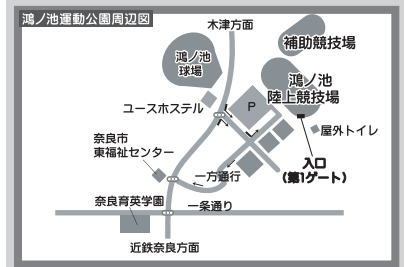 鴻ノ池運動公園周辺図
木津方面
補助競技場
鴻ノ池
球場
鴻ノ池
陸上競技場
P
ユースホステル
屋外トイレ
奈良市
東福祉センター
入口
(第1ゲート)
一方通行
奈良育英学園
一条通り
近鉄奈良方面